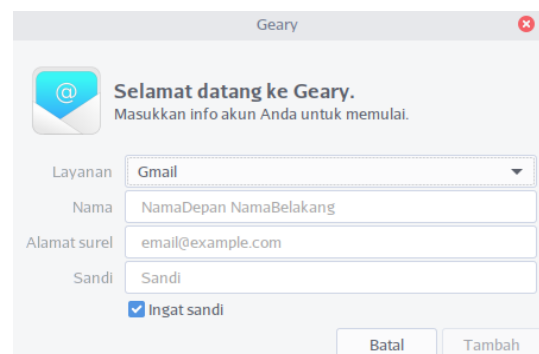 Geary
@
Selamat datang ke Geary.
Masukkan info akun Anda untuk memulai.
Layanan Gmail
Nama NamaDepan NamaBelakang
Alamat surel email@example.com
Sandi Sandi
Ingat sandi
Batal Tambah